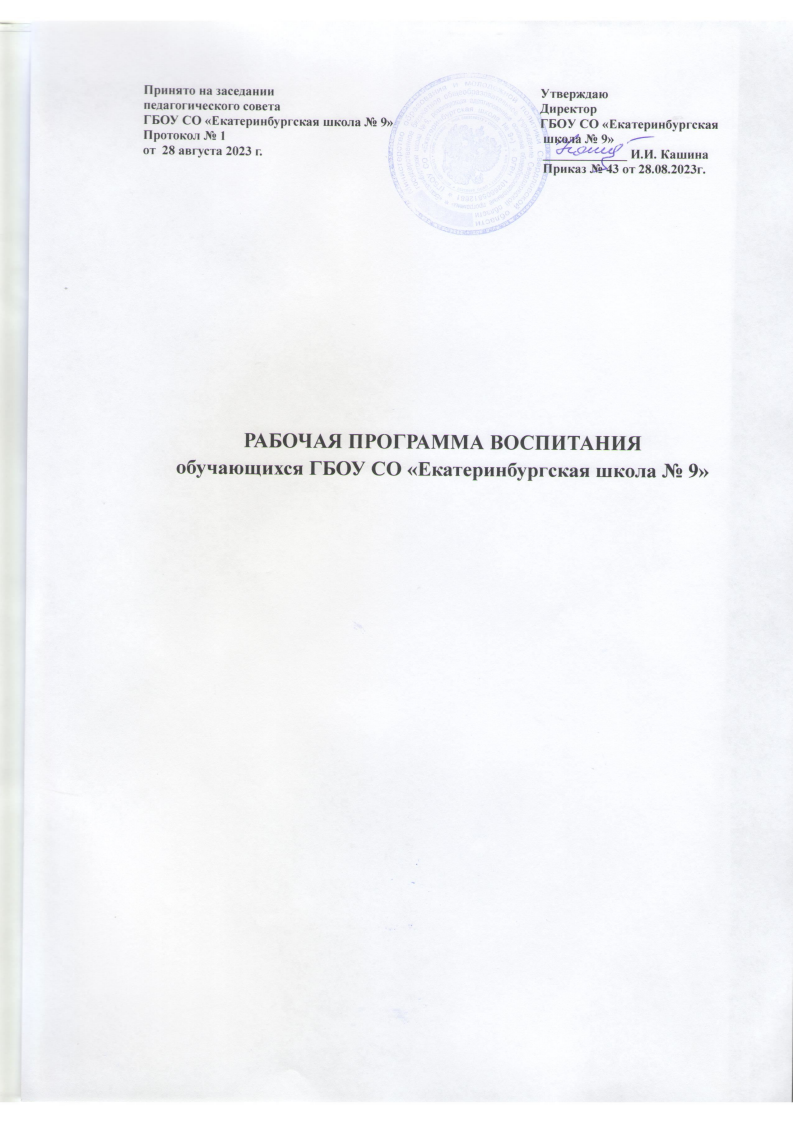 Принято на заседании
педагогического совета
ГБОУ СО «Екатеринбургская школа № 9»
Протокол № 1
от 28 августа 2023 г.
Утверждаю
Директор
ГБОУ СО «Екатеринбургская
школа № 9»
____________ И.И. Кашина
Приказ № 43 от 28.08.2023г.
РАБОЧАЯ ПРОГРАММА ВОСПИТАНИЯ
обучающихся ГБОУ СО «Екатеринбургская школа № 9»